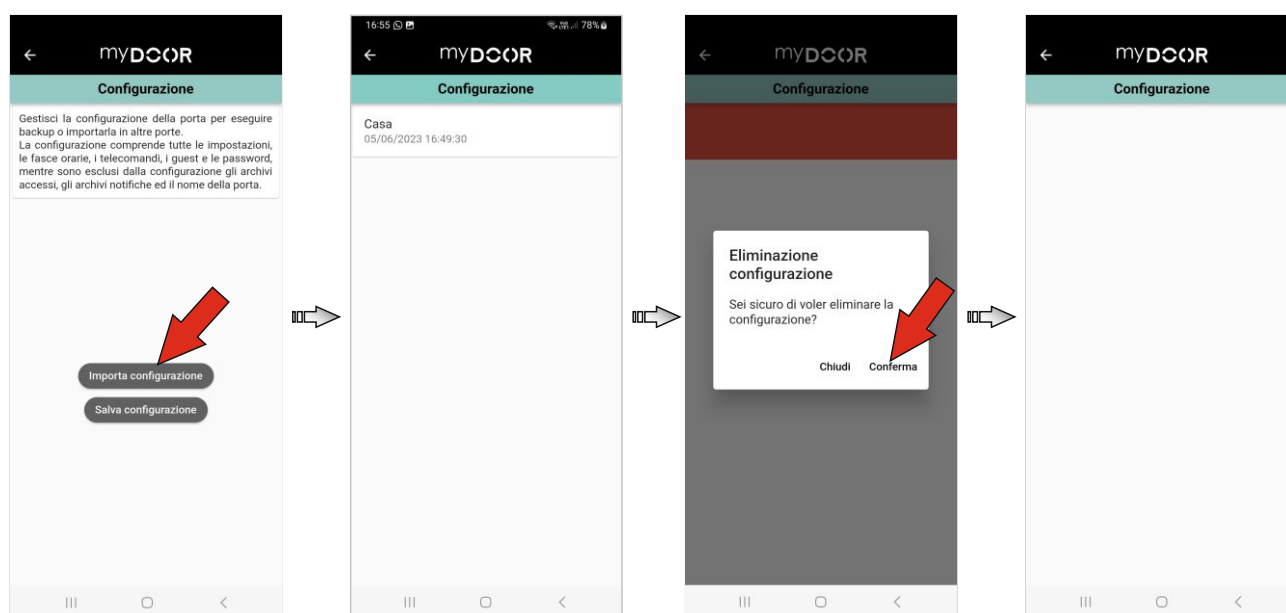 myDOOR
Configurazione
Gestisci la configurazione della porta per eseguire
backup o importarla in altre porte.
La configurazione comprende tutte le impostazioni,
le fasce orarie, i telecomandi, i guest e le password,
mentre sono esclusi dalla configurazione gli archivi
accessi, gli archivi notifiche ed il nome della porta.
Importa configurazione
Salva configurazione
16:55
78%
myDOOR
Configurazione
Casa
05/06/2023 16:49:30
myDOOR
Configurazione
Eliminazione
configurazione
Sei sicuro di voler eliminare la
configurazione?
Chiudi Conferma
myDOOR
Configurazione